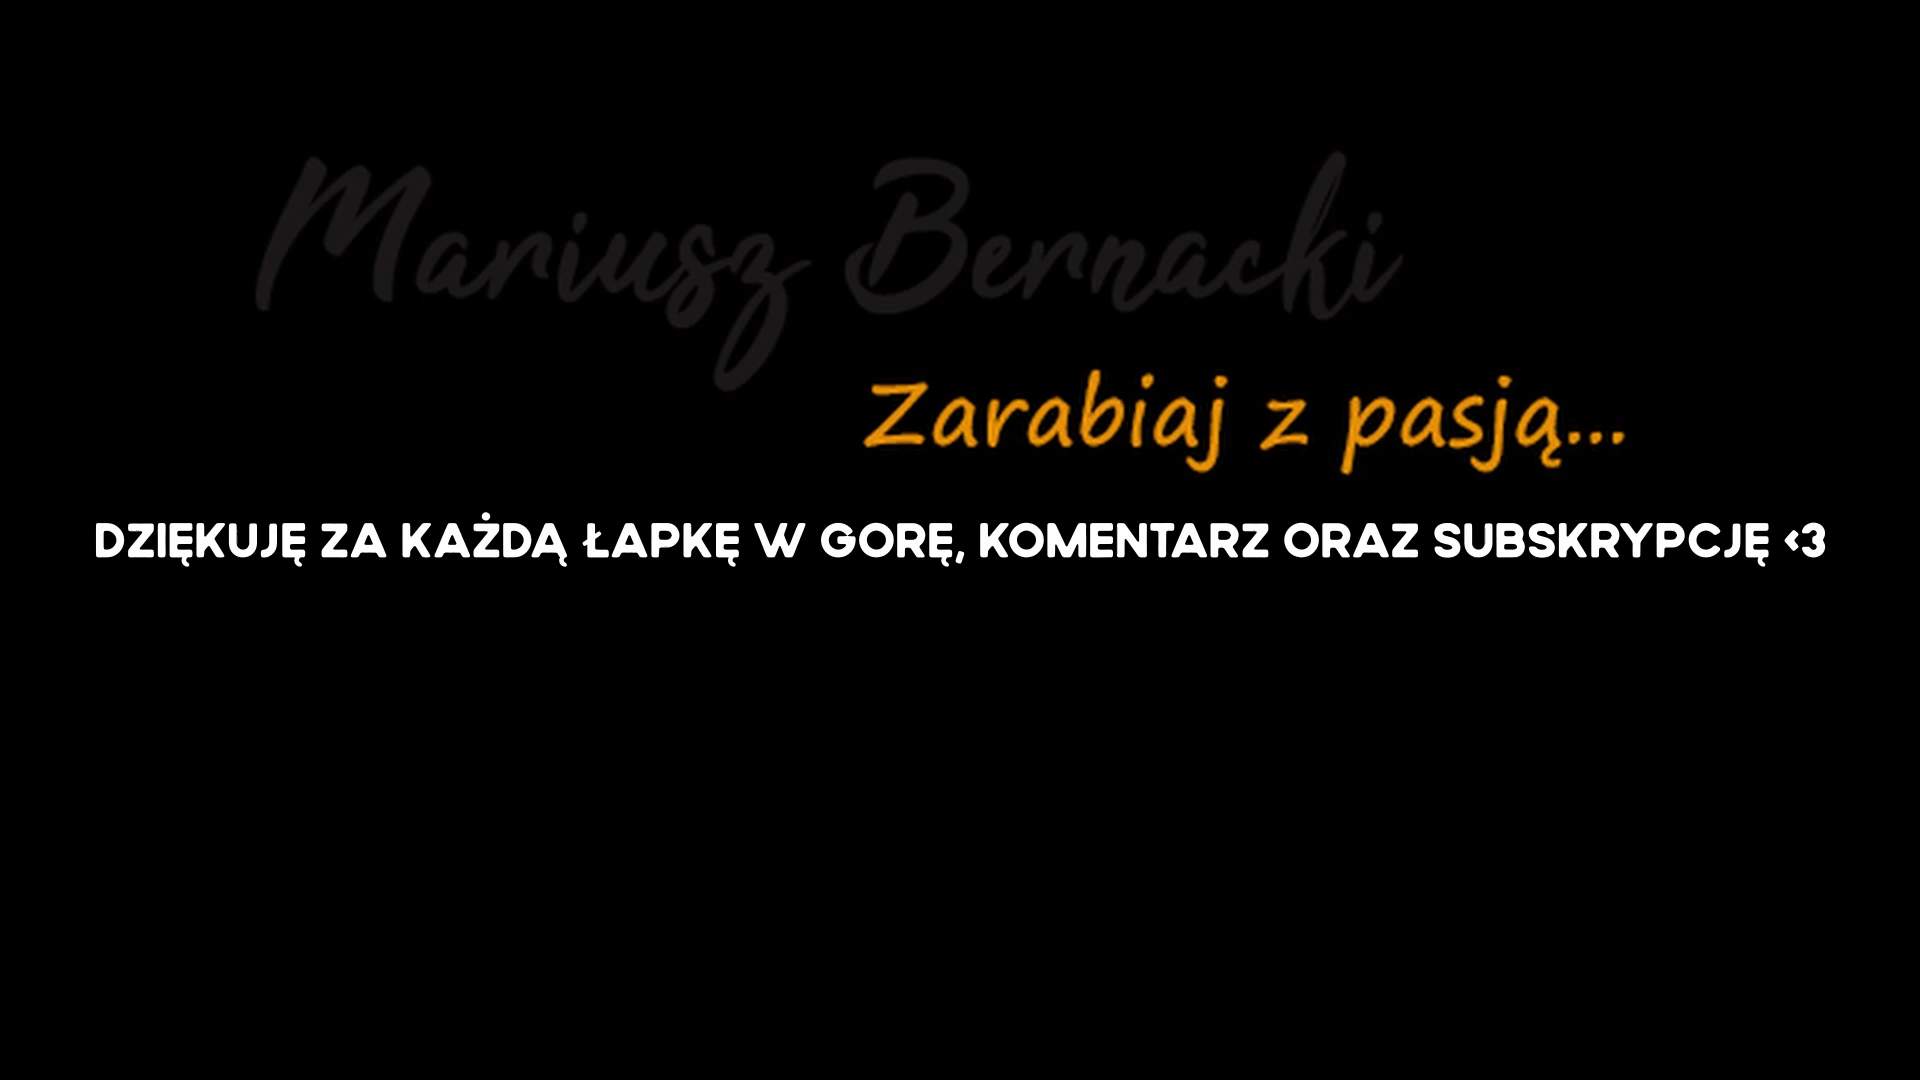 Mariusz Bernacki
Zarabiaj z pasją...
DZIĘKUJĘ ZA KAŻDĄ ŁAPKĘ W GORĘ, KOMENTARZ ORAZ SUBSKRYPCJĘ <3